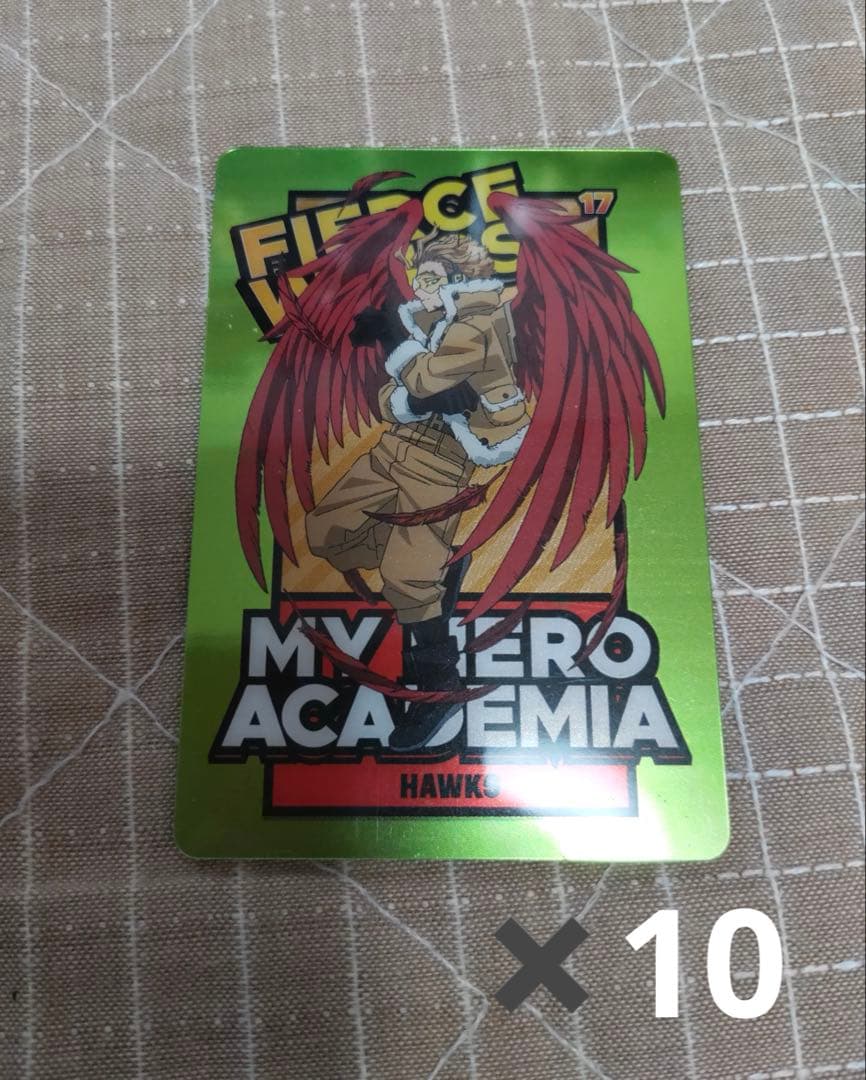 FIERCE
17
MY HERO
ACADEMIA
HAWKS
✖10